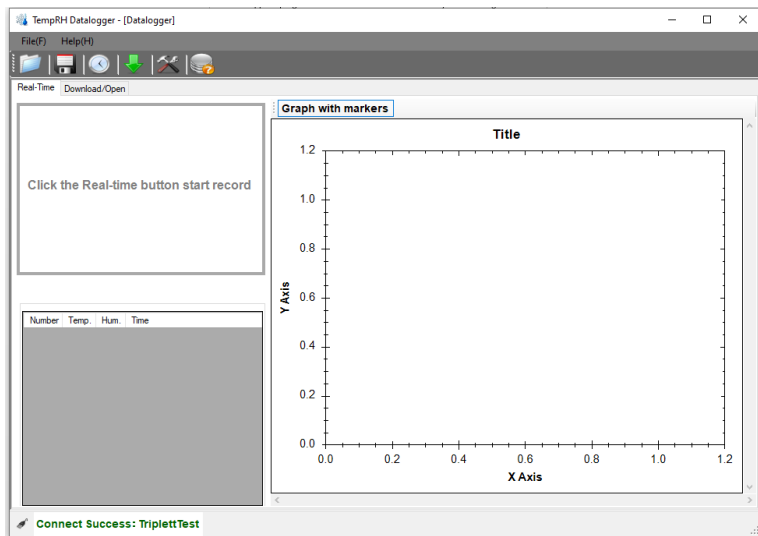 TempRH Datalogger - [Datalogger]
File(F) Help(H)
Real-Time Download/Open
Graph with markers
Click the Real-time button start record
Title
1.2
1.0
0.8
0.6
0.4
0.2
0.0
Y Axis
0.0 0.2 0.4 0.6 0.8 1.0 1.2
X Axis
Number Temp. Hum. Time
Connect Success: TriplettTest